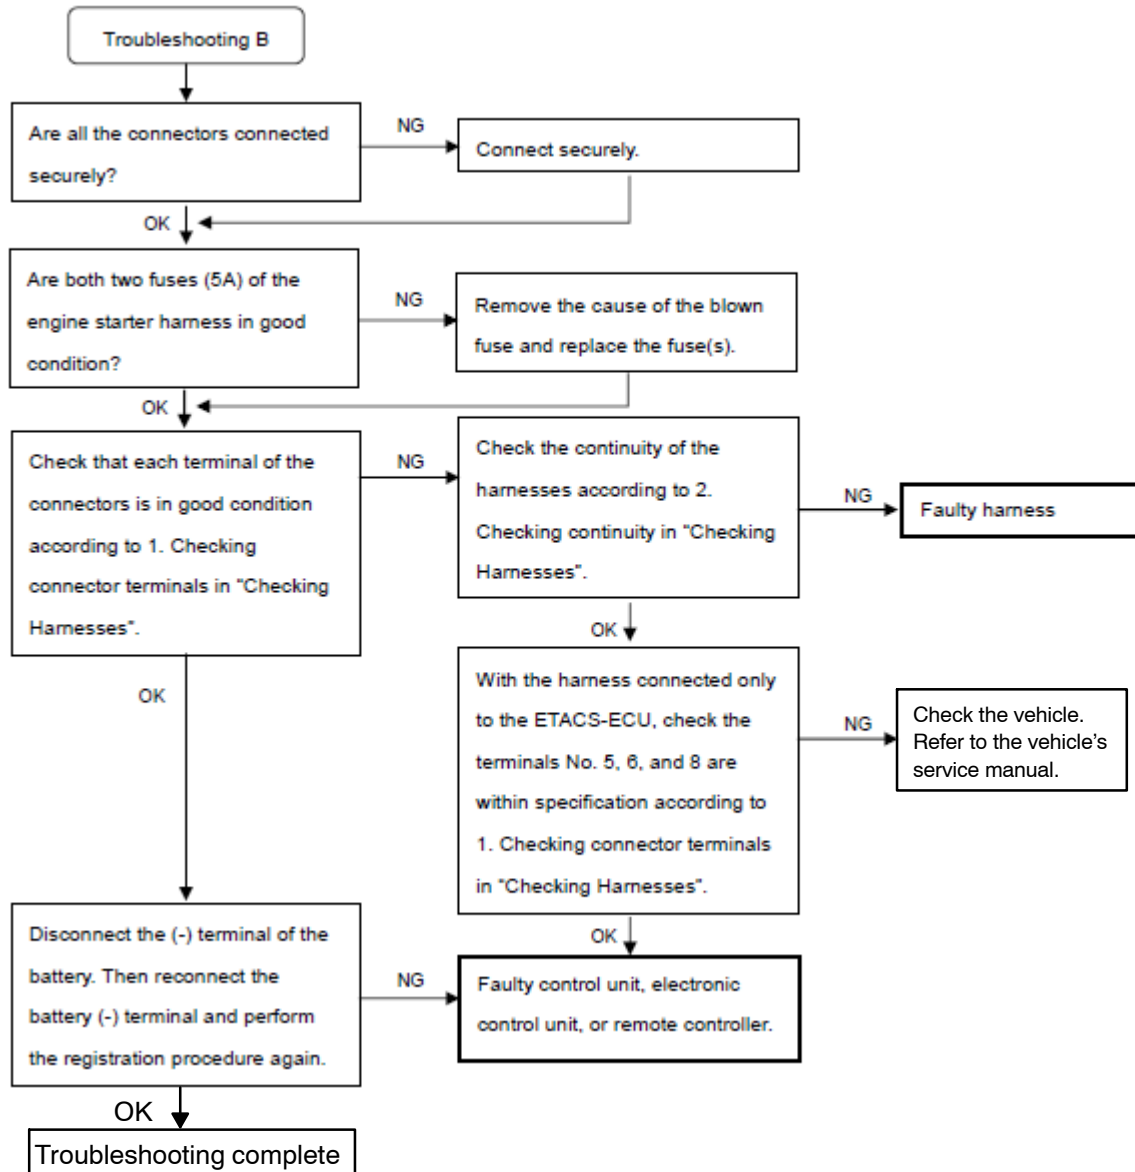 Troubleshooting B
Are all the connectors connected
securely?
NG
Connect securely.
OK
Are both two fuses (5A) of the
engine starter harness in good
condition?
NG
Remove the cause of the blown
fuse and replace the fuse(s).
OK
Check that each terminal of the
connectors is in good condition
according to 1. Checking
connector terminals in "Checking
Harnesses".
NG
Check the continuity of the
harnesses according to 2.
Checking continuity in "Checking
Harnesses".
NG
Faulty harness
OK
With the harness connected only
to the ETACS-ECU, check the
terminals No. 5, 6, and 8 are
within specification according to
1. Checking connector terminals
in "Checking Harnesses".
NG
Check the vehicle.
Refer to the vehicle's
service manual.
OK
OK
Disconnect the (-) terminal of the
battery. Then reconnect the
battery (-) terminal and perform
the registration procedure again.
NG
Faulty control unit, electronic
control unit, or remote controller.
OK
Troubleshooting complete